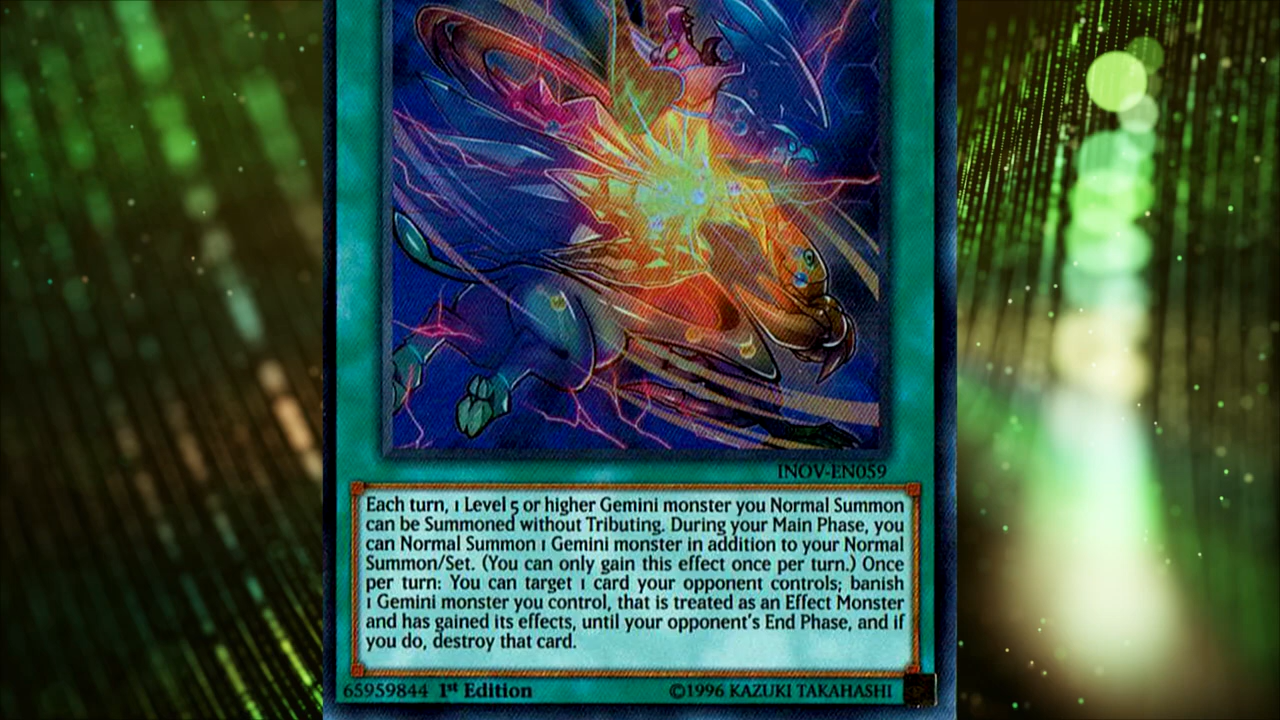 INOV-EN059
Each turn, 1 Level 5 or higher Gemini monster you Normal Summon
can be Summoned without Tributing. During your Main Phase, you
can Normal Summon 1 Gemini monster in addition to your Normal
Summon/Set. (You can only gain this effect once per turn.) Once
per turn: You can target 1 card your opponent controls; banish
1 Gemini monster you control, that is treated as an Effect Monster
and has gained its effects, until your opponent's End Phase, and if
you do, destroy that card.
65959844 1st Edition ©1996 KAZUKI TAKAHASHI